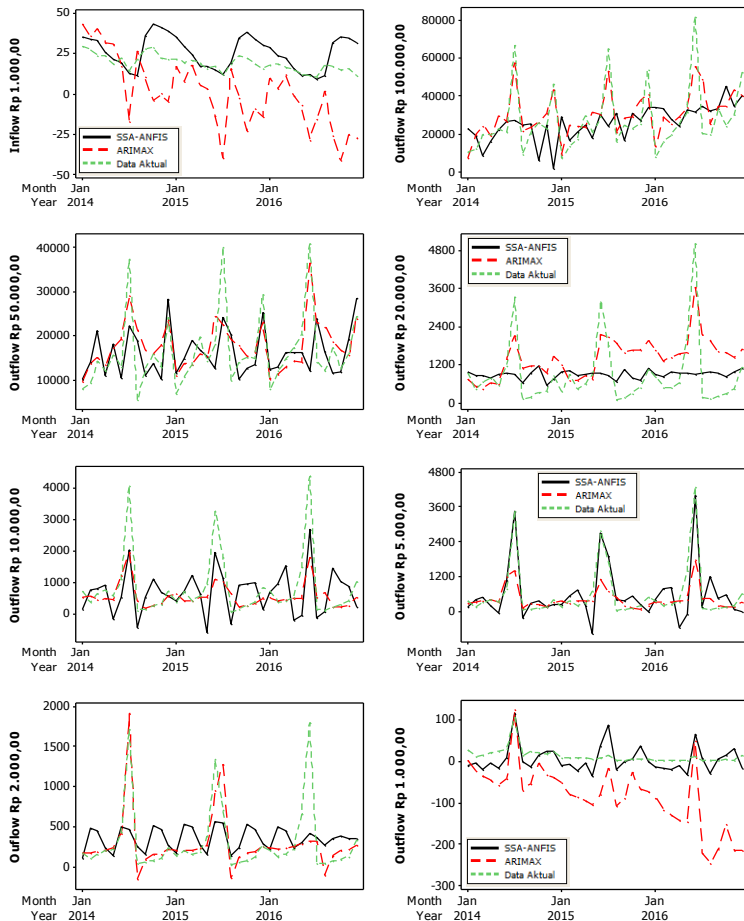 Inflow Rp 1.000,00
50
25
0
-25
-50
SSA-ANFIS
ARIMAX
Data Aktual
Month Jan Jan Jan
Year 2014 2015 2016
Outflow Rp 100.000,00
80000
60000
40000
20000
0
Month Jan Jan Jan
Year 2014 2015 2016
Outflow Rp 50.000,00
40000
30000
20000
10000
Month Jan Jan Jan
Year 2014 2015 2016
Outflow Rp 20.000,00
4800
3600
2400
1200
0
SSA-ANFIS
ARIMAX
Data Aktual
Month Jan Jan Jan
Year 2014 2015 2016
Outflow Rp 10.000,00
4000
3000
2000
1000
0
Month Jan Jan Jan
Year 2014 2015 2016
Outflow Rp 5.000,00
4800
3600
2400
1200
0
SSA-ANFIS
ARIMAX
Data Aktual
Month Jan Jan Jan
Year 2014 2015 2016
Outflow Rp 2.000,00
2000
1500
1000
500
0
Month Jan Jan Jan
Year 2014 2015 2016
Outflow Rp 1.000,00
100
0
-100
-200
-300
SSA-ANFIS
ARIMAX
Data Aktual
Month Jan Jan Jan
Year 2014 2015 2016